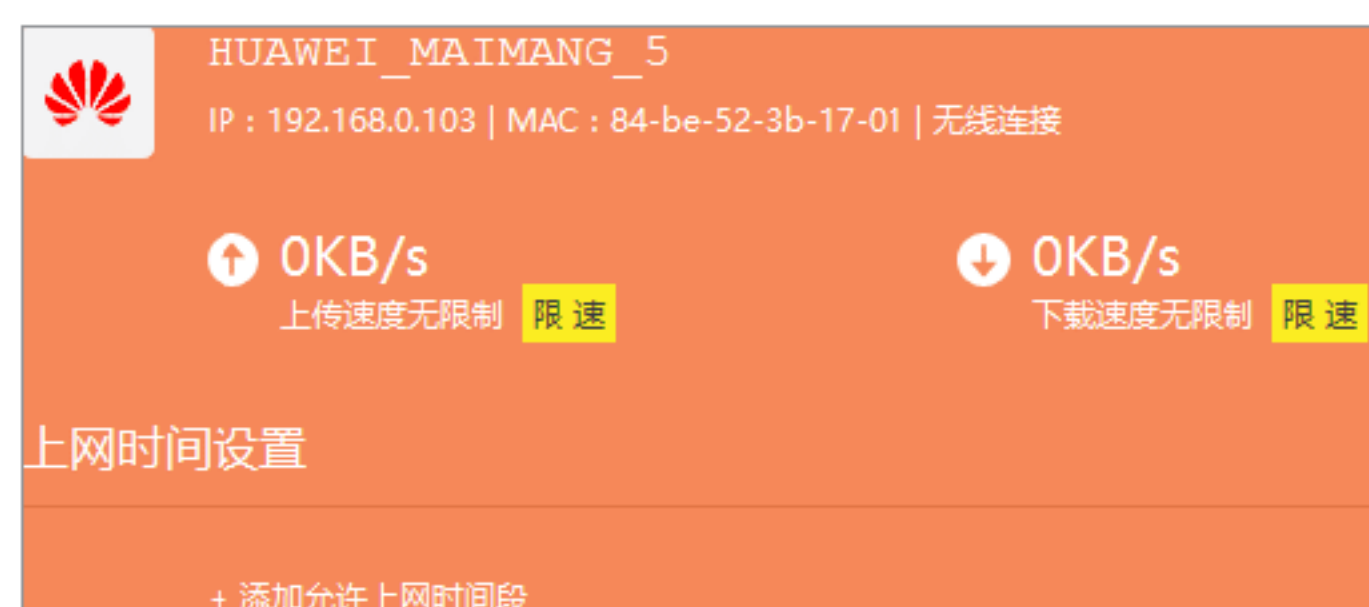 HUAWEI_MAIMANG_5
IP : 192.168.0.103 | MAC : 84-be-52-3b-17-01 | 无线连接
0KB/s 0KB/s
上传速度无限制 限 速 下载速度无限制 限 速
上网时间设置
+ 添加允许上网时间段